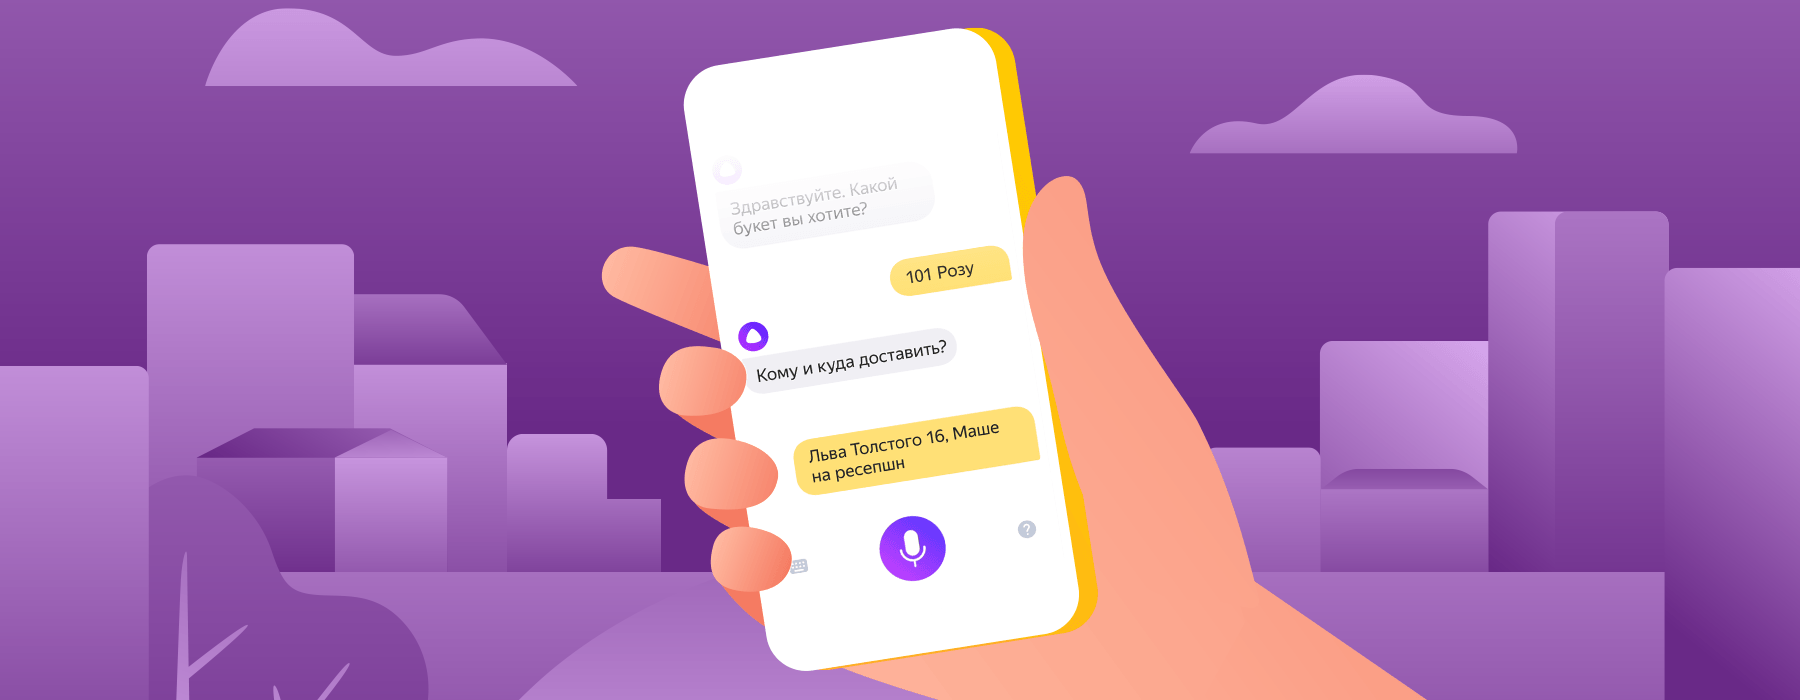 Здравствуйте. Какой
букет вы хотите?
101 Розу
Кому и куда доставить?
Льва Толстого 16, Маше
на ресепшн
?